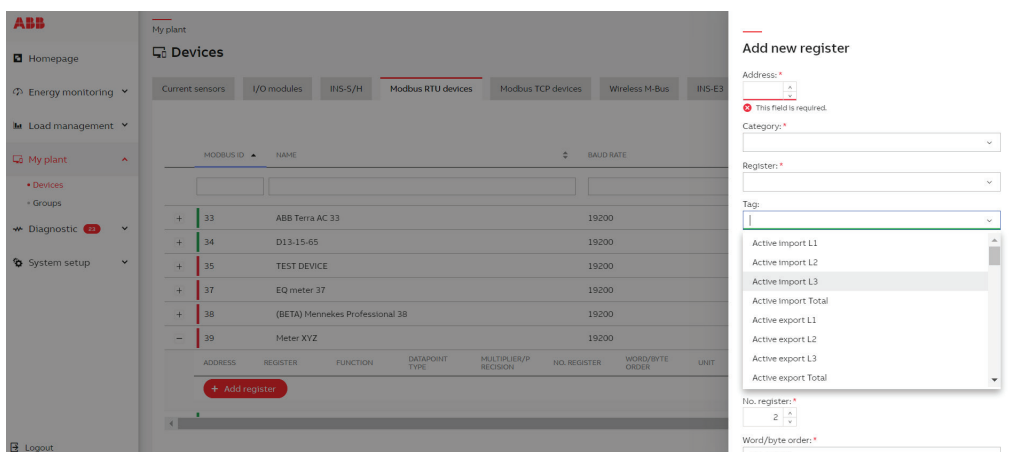 ABB
Homepage
Energy monitoring
Load management
My plant
Devices
Groups
Diagnostic 22
System setup
Logout
My plant
Devices
Current sensors I/O modules INS-S/H Modbus RTU devices Modbus TCP devices Wireless M-Bus INS-E3
MODBUS ID NAME BAUD RATE
33 ABB Terra AC 33 19200
34 D13-15-65 19200
35 TEST DEVICE 19200
37 EQ meter 37 19200
38 (BETA) Mennekes Professional 38 19200
39 Meter XYZ 19200
ADDRESS REGISTER FUNCTION DATAPOINT TYPE MULTIPLIER/P RECISION NO. REGISTER WORD/BYTE ORDER UNIT
+ Add register
Add new register
Address: *
This field is required.
Category: *
Register: *
Tag:
Active import L1
Active import L2
Active import L3
Active import Total
Active export L1
Active export L2
Active export L3
Active export Total
No. register: *
2
Word/byte order: *